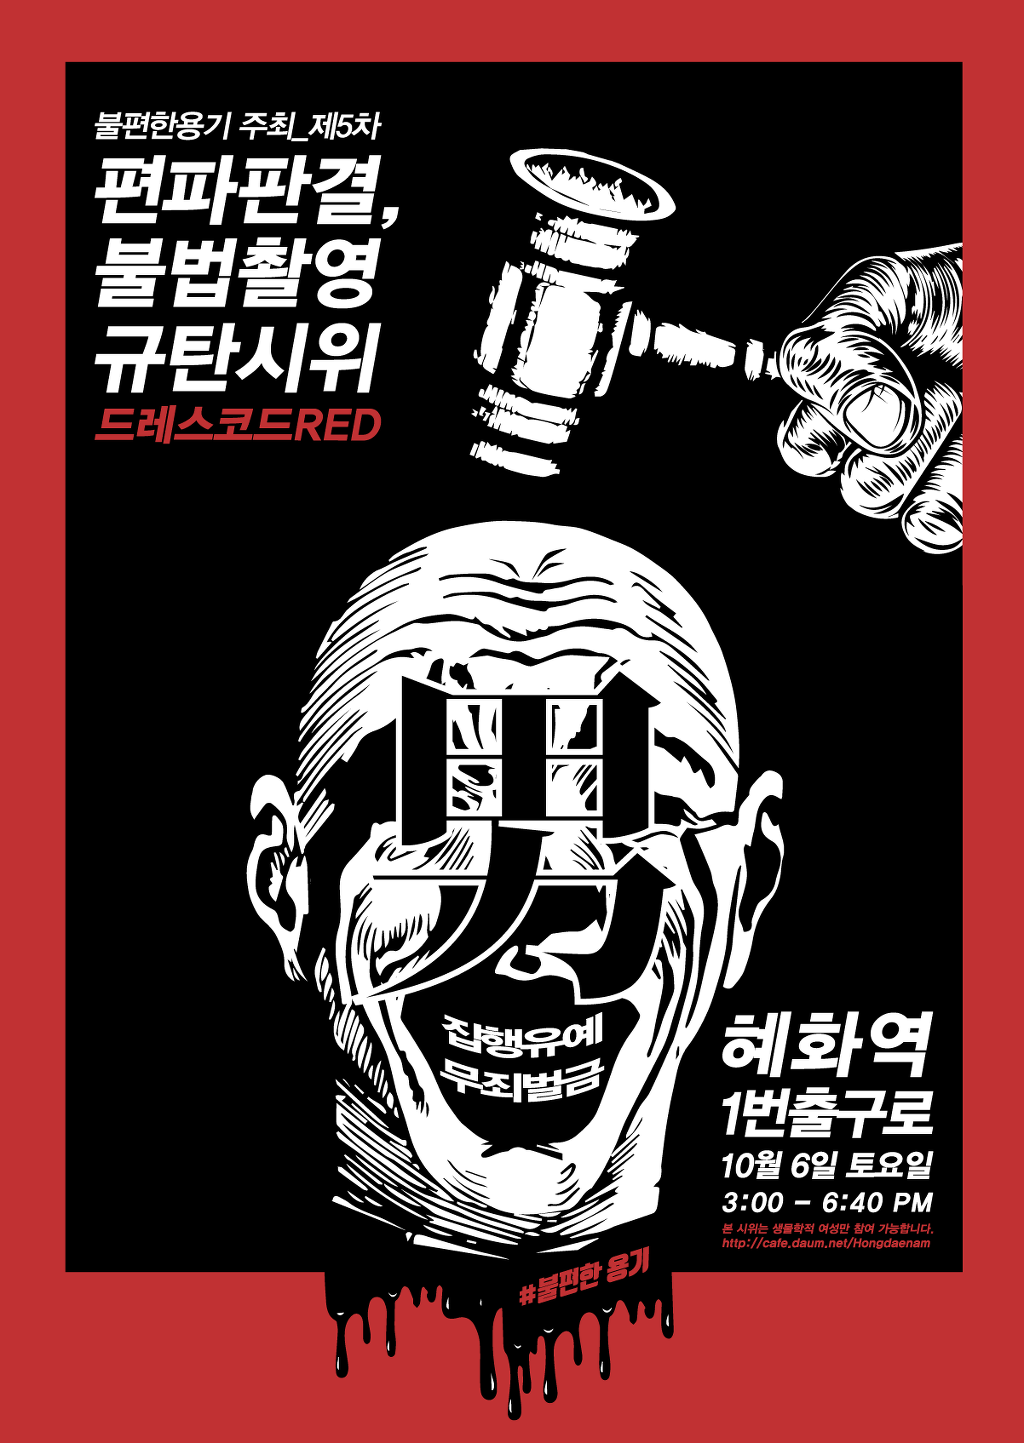 불편한용기 주최_제5차
편파판결,
불법촬영
규탄시위
드레스코드RED
男
집행유예
무죄벌금
혜화역
1번출구로
10월 6일 토요일
3:00 - 6:40 PM
본 시위는 생물학적 여성만 참여 가능합니다.
http://cafe.daum.net/Hongdaenam
#불편한 용기